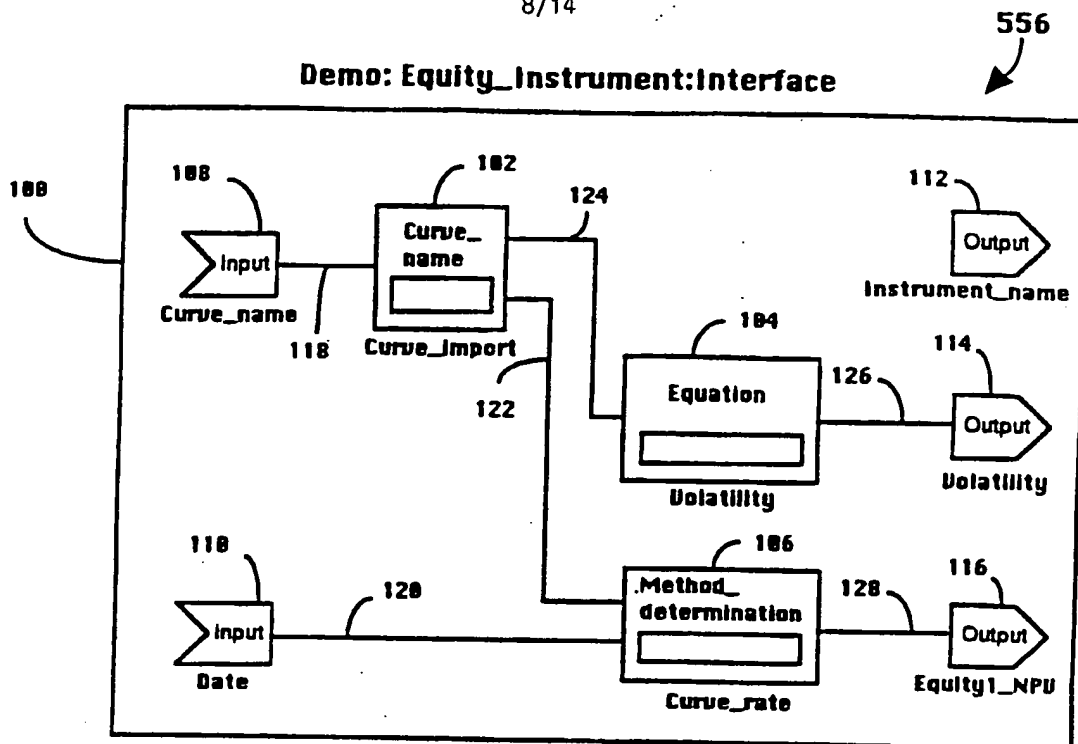 8/14
556
Demo: Equity_Instrument:Interface
100
108
102
124
112
Curve_
name
Input
Output
Curve_name
118
Curve_import
Instrument_name
104
114
122
Equation
126
Output
Volatility
Volatility
110
106
116
120
.Method_
determination
128
Input
Output
Date
Curve_rate
Equity1_NPV